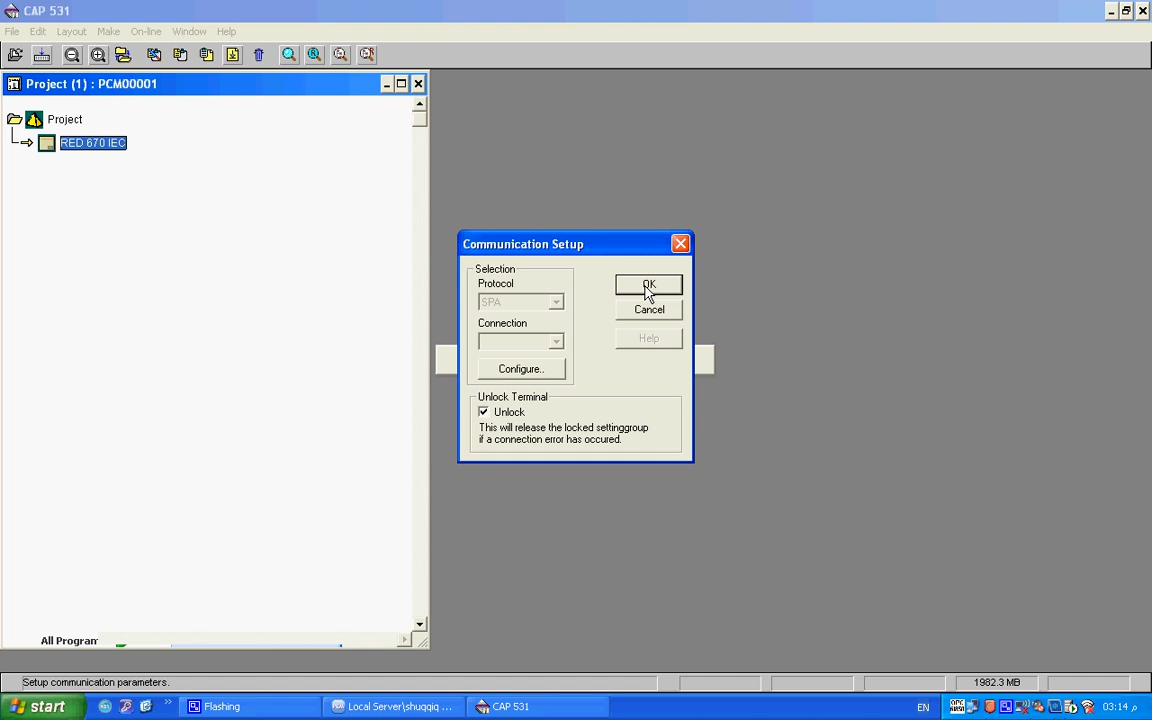 CAP 531
File Edit Layout Make On-line Window Help
Project (1) : PCM00001
Project
RED 670 IEC
Communication Setup
Selection
Protocol
SPA
Connection
Configure..
OK
Cancel
Help
Unlock Terminal
Unlock
This will release the locked settinggroup
if a connection error has occured.
All Program
Setup communication parameters.
1982.3 MB
start
Flashing
Local Server\shuqqiq ...
CAP 531
EN
03:14 م